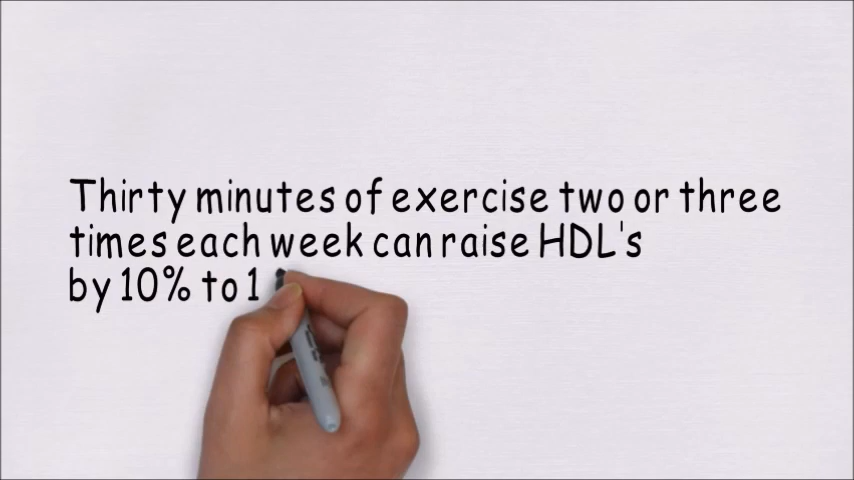 Thirty minutes of exercise two or three
times each week can raise HDL's
by 10% to 1